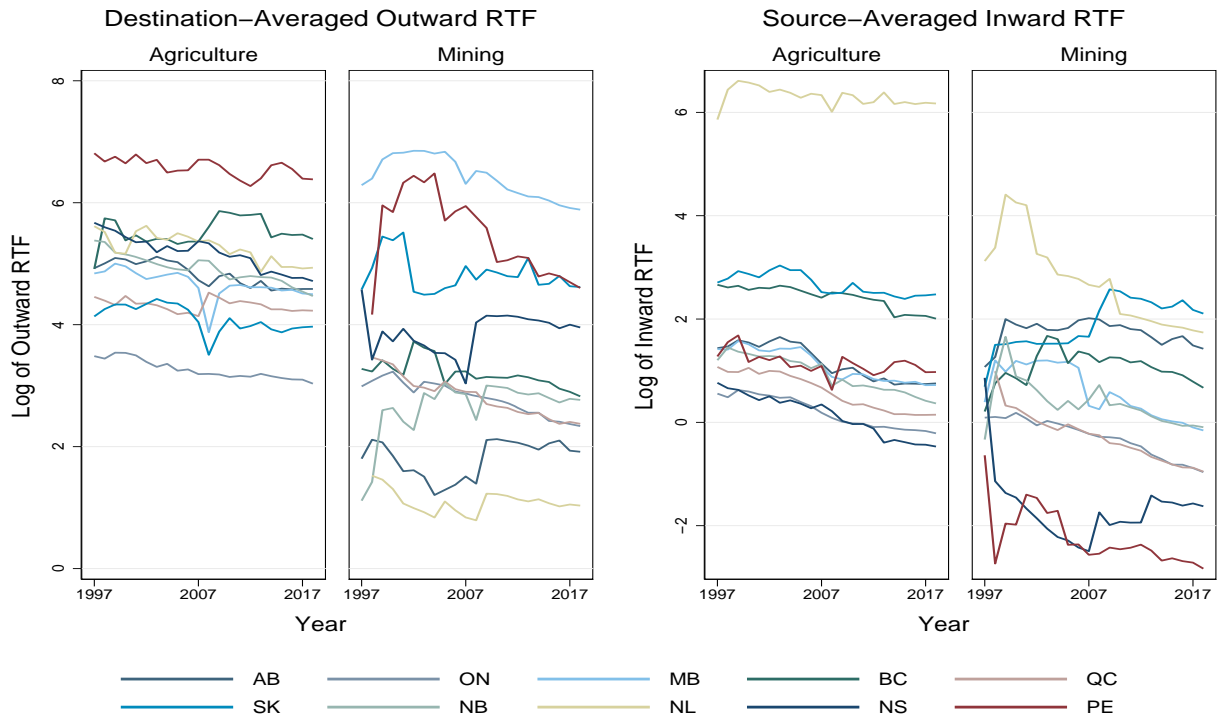 Destination−Averaged Outward RTF
Agriculture
Mining
Log of Outward RTF
8
6
4
2
0
1997
2007
2017
1997
2007
2017
Year
Source−Averaged Inward RTF
Agriculture
Mining
Log of Inward RTF
6
4
2
0
−2
1997
2007
2017
1997
2007
2017
Year
AB
ON
MB
BC
QC
SK
NB
NL
NS
PE